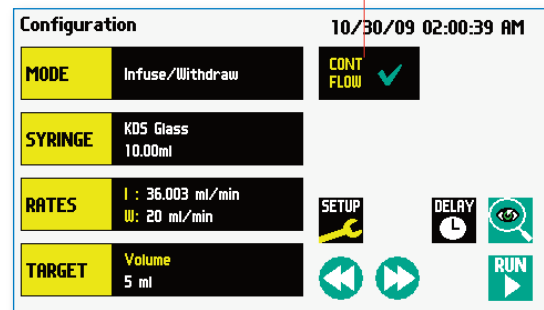 Configuration
10/30/09 02:00:39 AM
MODE
Infuse/Withdraw
CONT
FLOW
SYRINGE
KDS Glass
10.00ml
RATES
I : 36.003 ml/min
W: 20 ml/min
SETUP
DELAY
TARGET
Volume
5 ml
RUN